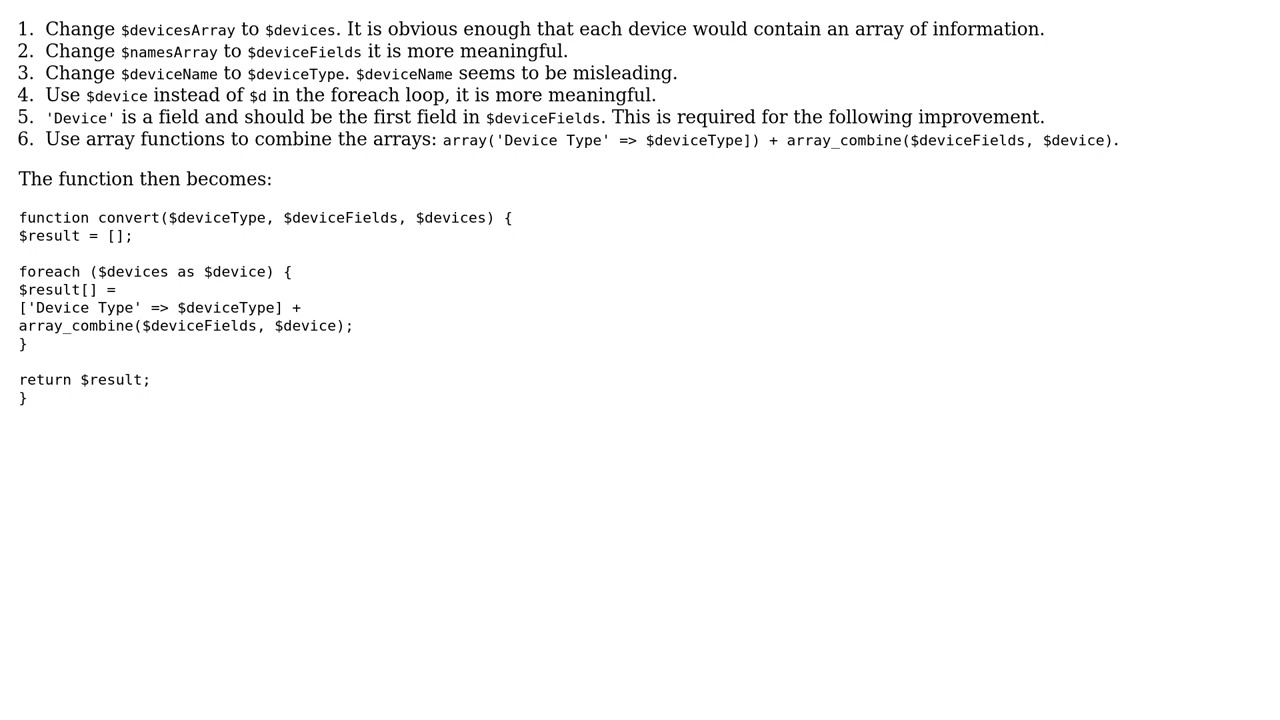 1. Change $devicesArray to $devices. It is obvious enough that each device would contain an array of information.
2. Change $namesArray to $deviceFields it is more meaningful.
3. Change $deviceName to $deviceType. $deviceName seems to be misleading.
4. Use $device instead of $d in the foreach loop, it is more meaningful.
5. 'Device' is a field and should be the first field in $deviceFields. This is required for the following improvement.
6. Use array functions to combine the arrays: array('Device Type' => $deviceType]) + array_combine($deviceFields, $device).
The function then becomes:
function convert($deviceType, $deviceFields, $devices) {
$result = [];
foreach ($devices as $device) {
$result[] =
['Device Type' => $deviceType] +
array_combine($deviceFields, $device);
}
return $result;
}